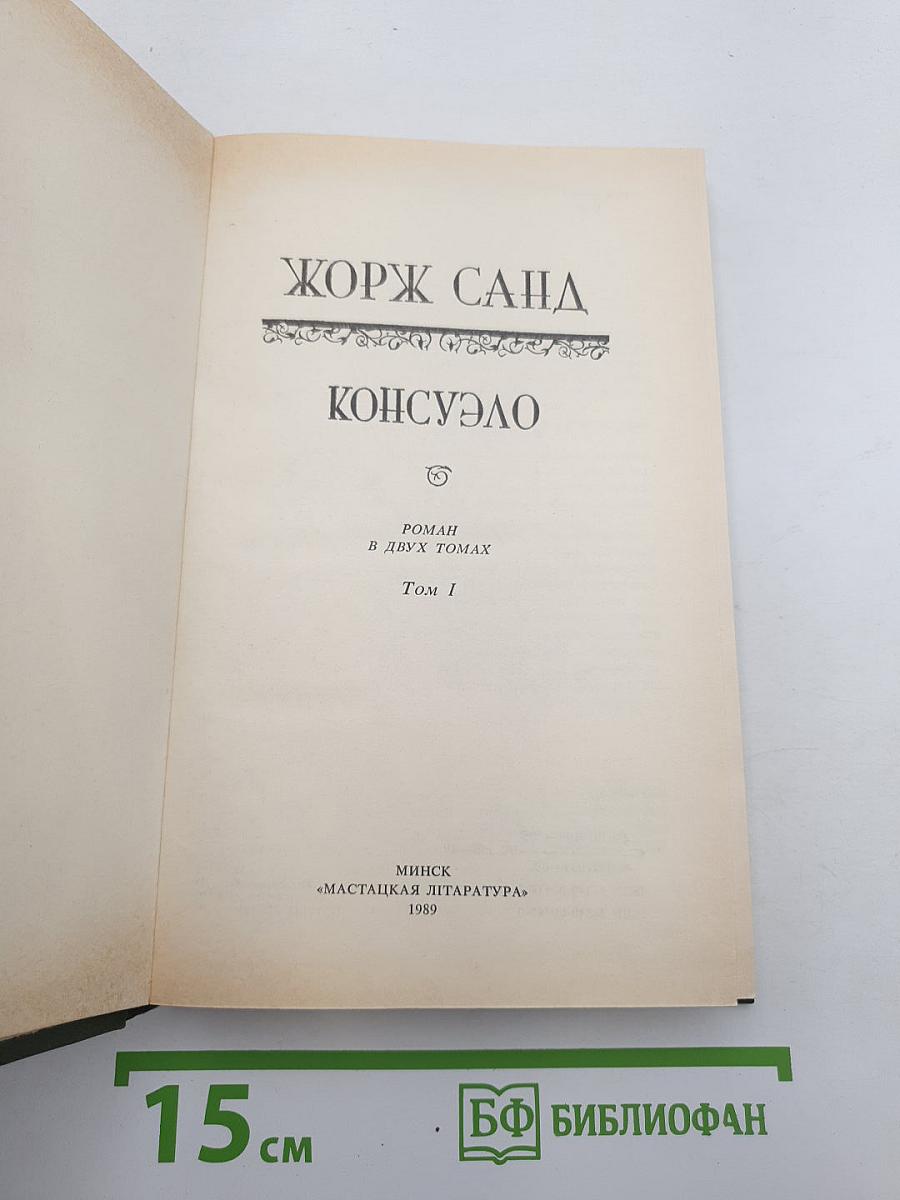 ЖОРЖ САНД
КОНСУЭЛО
РОМАН
В ДВУХ ТОМАХ
Том I
МИНСК
«МАСТАЦКАЯ ЛІТАРАТУРА»
1989
15 см
БФ БИБЛИОФАН